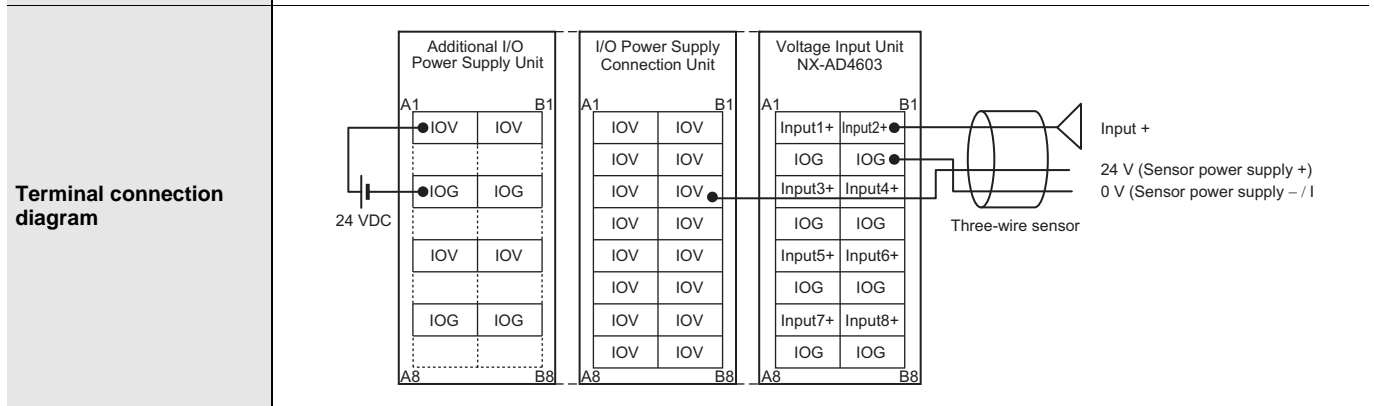 Terminal connection
diagram
Additional I/O
Power Supply Unit
A1 B1
IOV IOV
IOG IOG
24 VDC
IOV IOV
IOG IOG
A8 B8
I/O Power Supply
Connection Unit
A1 B1
IOV IOV
IOV IOV
IOV IOV
IOV IOV
IOV IOV
IOV IOV
IOV IOV
IOV IOV
A8 B8
Voltage Input Unit
NX-AD4603
A1 B1
Input1+ Input2+
IOG IOG
Input3+ Input4+
IOG IOG
Input5+ Input6+
IOG IOG
Input7+ Input8+
IOG IOG
A8 B8
Input +
24 V (Sensor power supply +)
0 V (Sensor power supply – / I
Three-wire sensor